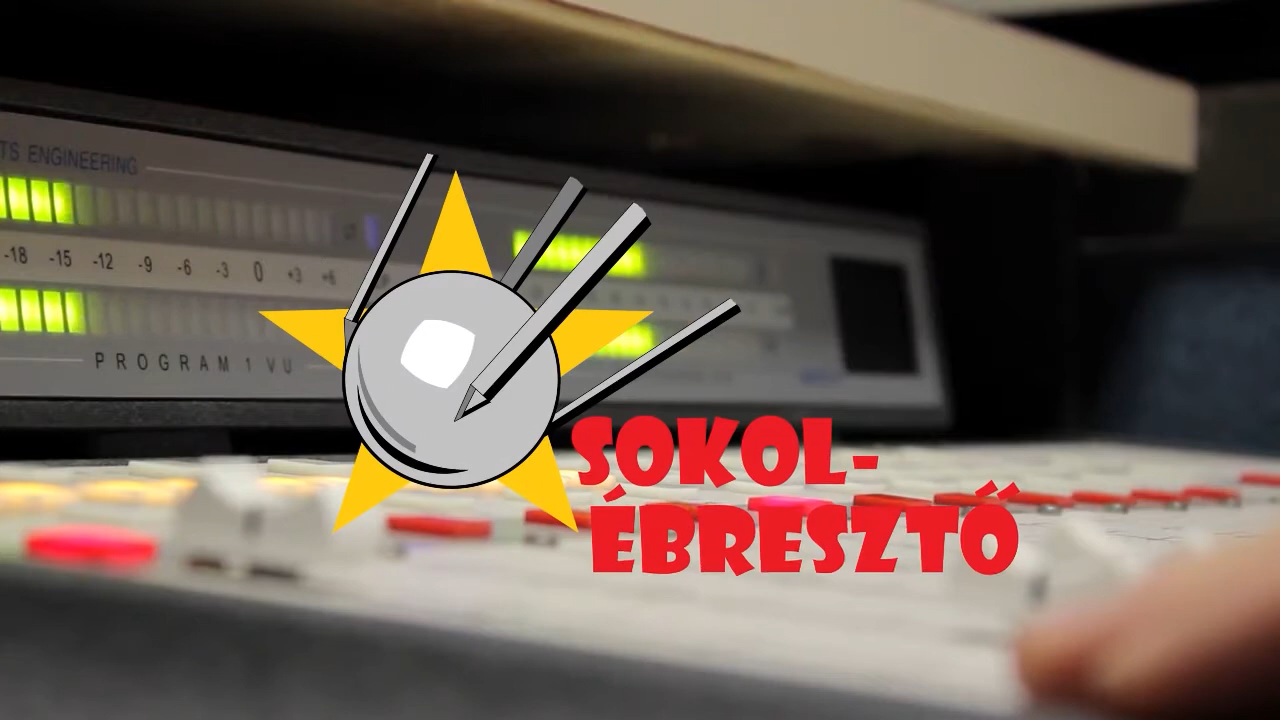 TS ENGINEERING
-18 -15 -12 -9 -6 -3 0 +3 +6
PROGRAM 1 VU
SOKOL-
ÉBRESZTŐ